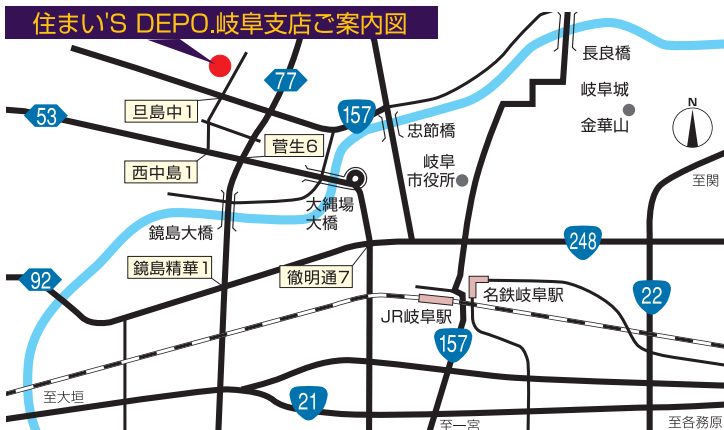 住まい'S DEPO.岐阜支店ご案内図
長良橋
77
岐阜城
53
旦島中1
157
忠節橋
金華山
N
菅生6
西中島1
岐阜
市役所
至関
大縄場
大橋
鏡島大橋
248
鏡島精華1
徹明通7
92
名鉄岐阜駅
22
JR岐阜駅
157
至大垣
21
至一宮
至各務原